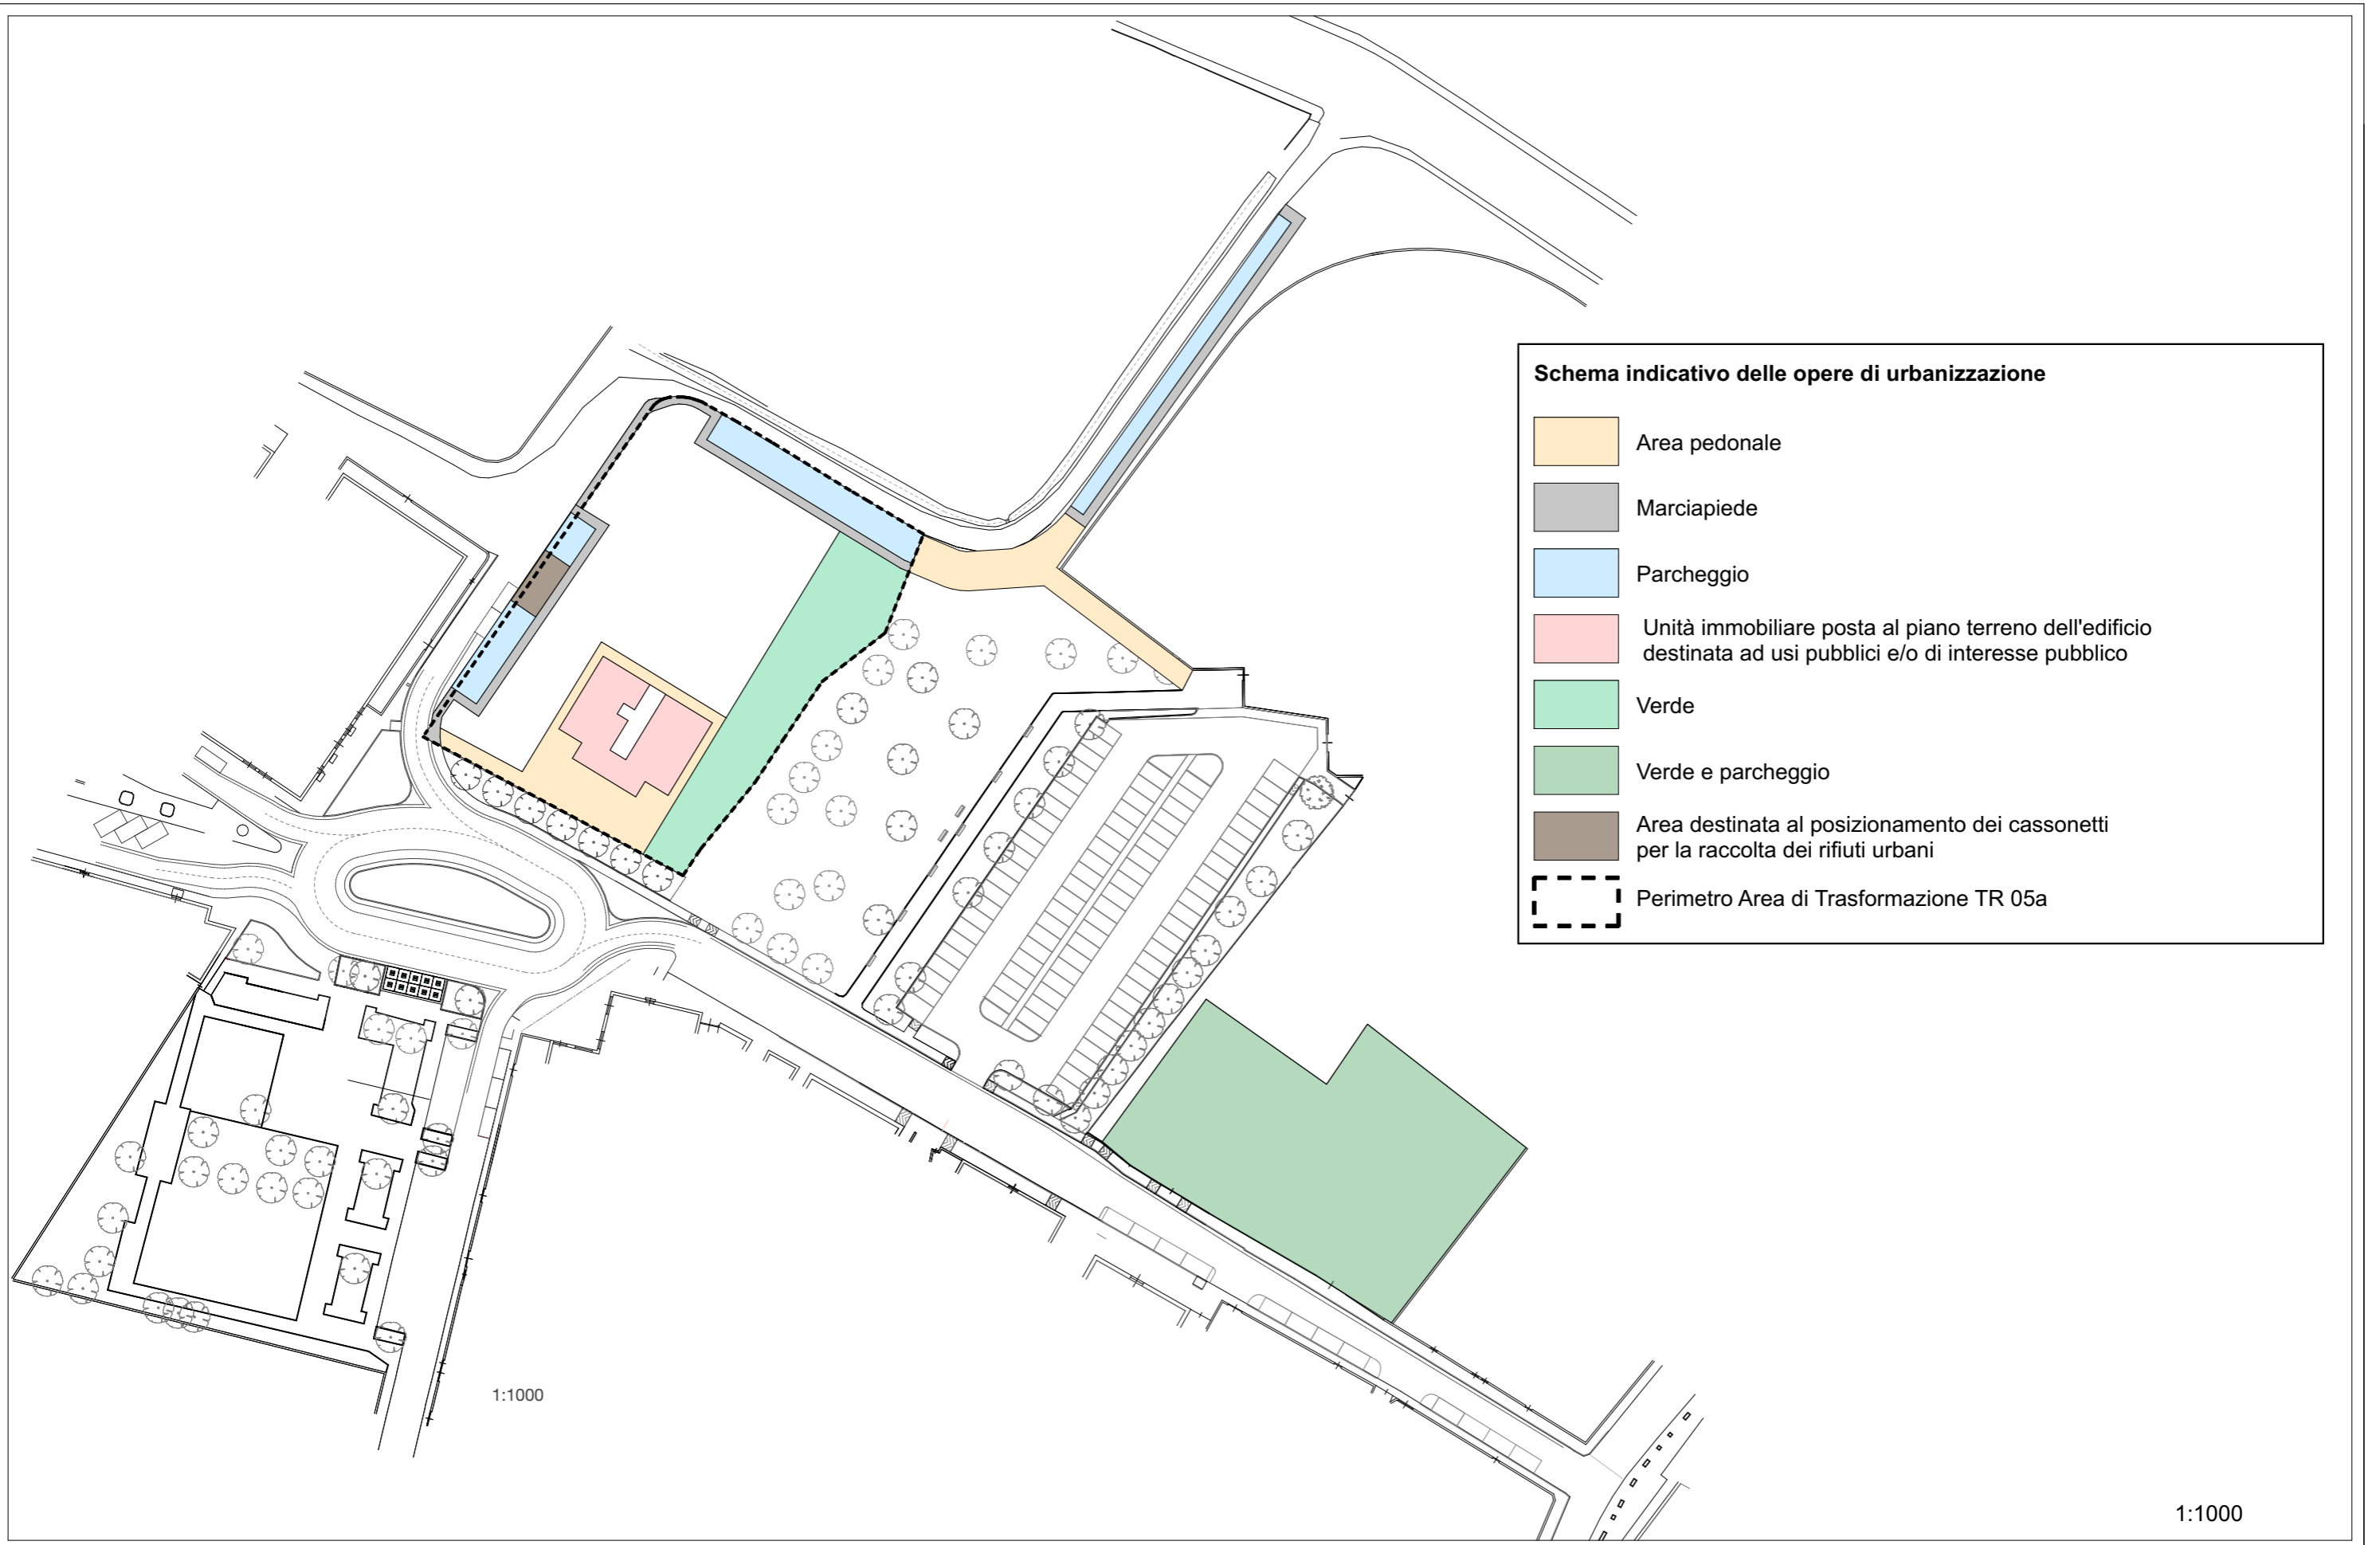 Schema indicativo delle opere di urbanizzazione
Area pedonale
Marciapiede
Parcheggio
Unità immobiliare posta al piano terreno dell'edificio
destinata ad usi pubblici e/o di interesse pubblico
Verde
Verde e parcheggio
Area destinata al posizionamento dei cassonetti
per la raccolta dei rifiuti urbani
Perimetro Area di Trasformazione TR 05a
1:1000
1:1000